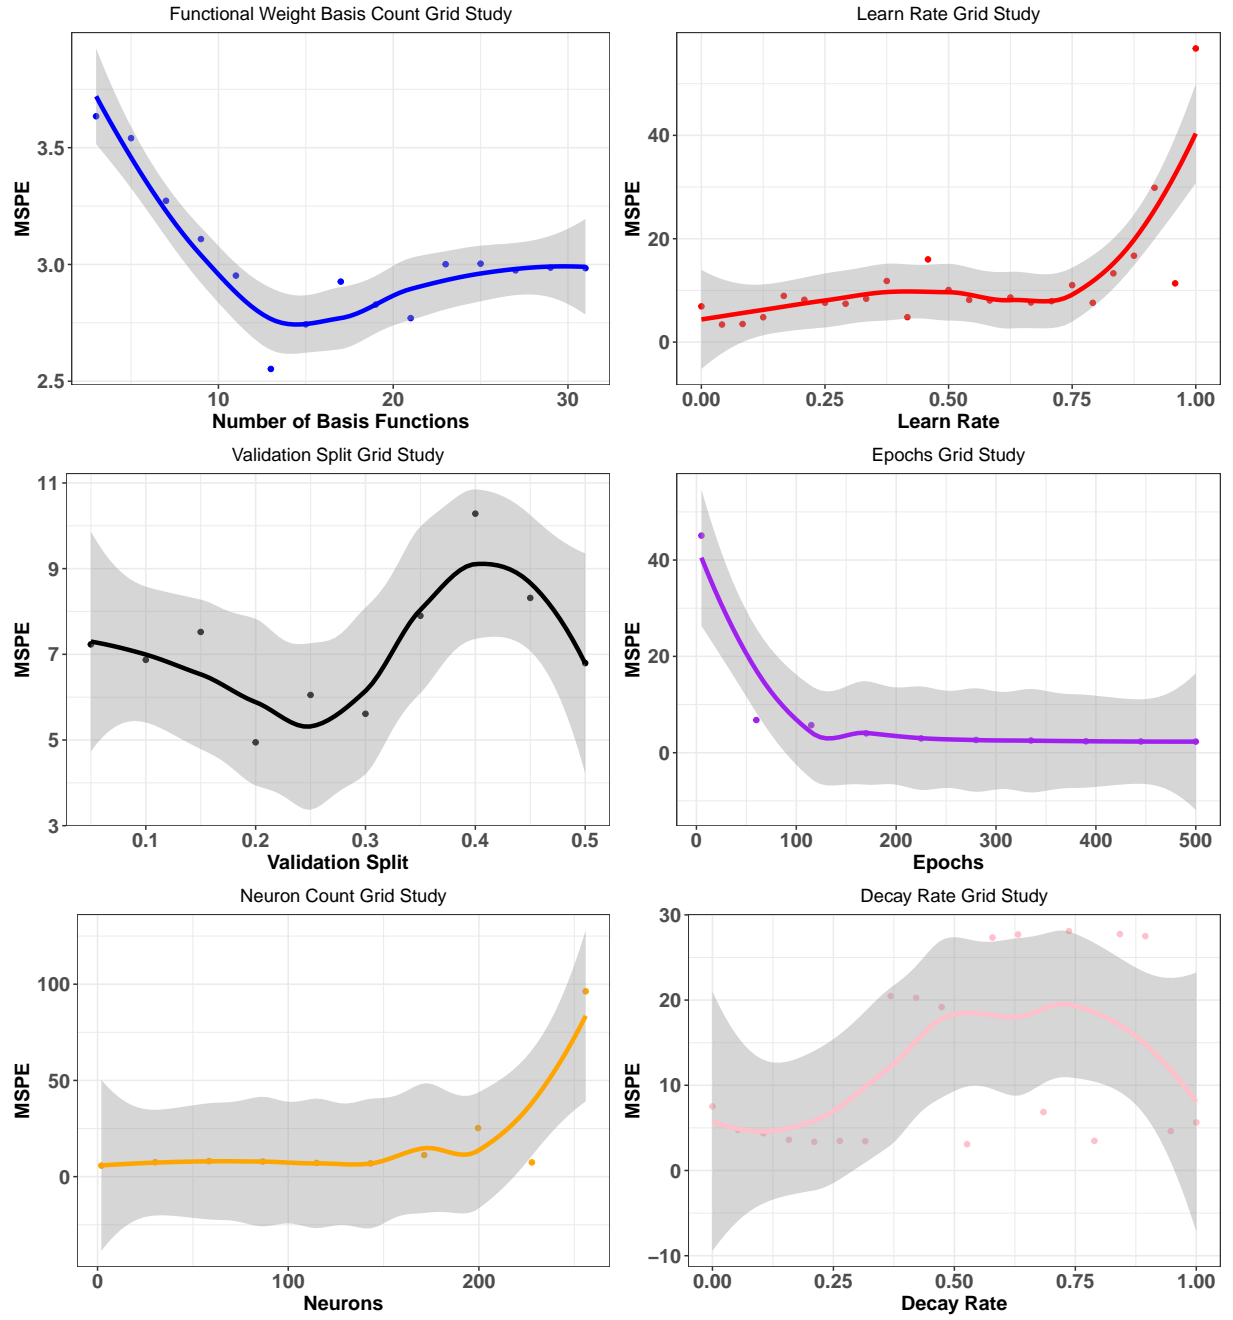 Functional Weight Basis Count Grid Study
MSPE
3.5
3.0
2.5
10 20 30
Number of Basis Functions
Learn Rate Grid Study
MSPE
40
20
0
0.00 0.25 0.50 0.75 1.00
Learn Rate
Validation Split Grid Study
MSPE
11
9
7
5
3
0.1 0.2 0.3 0.4 0.5
Validation Split
Epochs Grid Study
MSPE
40
20
0
0 100 200 300 400 500
Epochs
Neuron Count Grid Study
MSPE
100
50
0
0 100 200
Neurons
Decay Rate Grid Study
MSPE
30
20
10
0
−10
0.00 0.25 0.50 0.75 1.00
Decay Rate